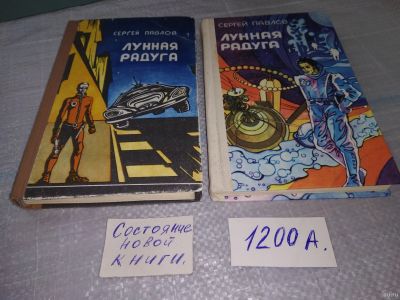 СЕРГЕЙ ПАВЛОВ
ЛУННАЯ
РАДУГА
СЕРГЕЙ ПАВЛОВ
ЛУННАЯ
РАДУГА
Состояние
новой
книги.
1200 А.